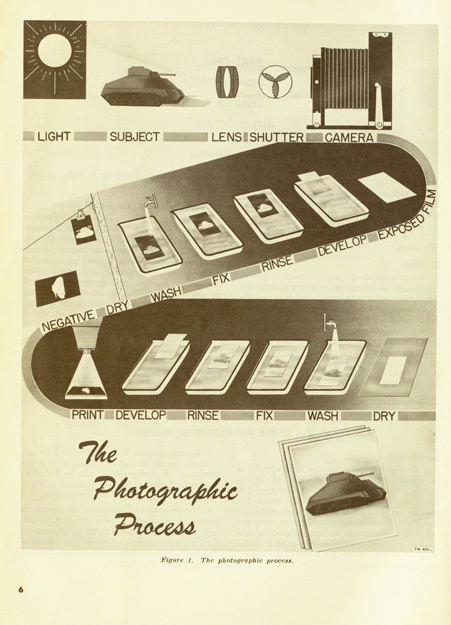 LIGHT SUBJECT LENS SHUTTER CAMERA
EXPOSED FILM
DEVELOP
RINSE
FIX
WASH
DRY
NEGATIVE
PRINT DEVELOP RINSE FIX WASH DRY
The
Photographic
Process
Figure 1. The photographic process.
6